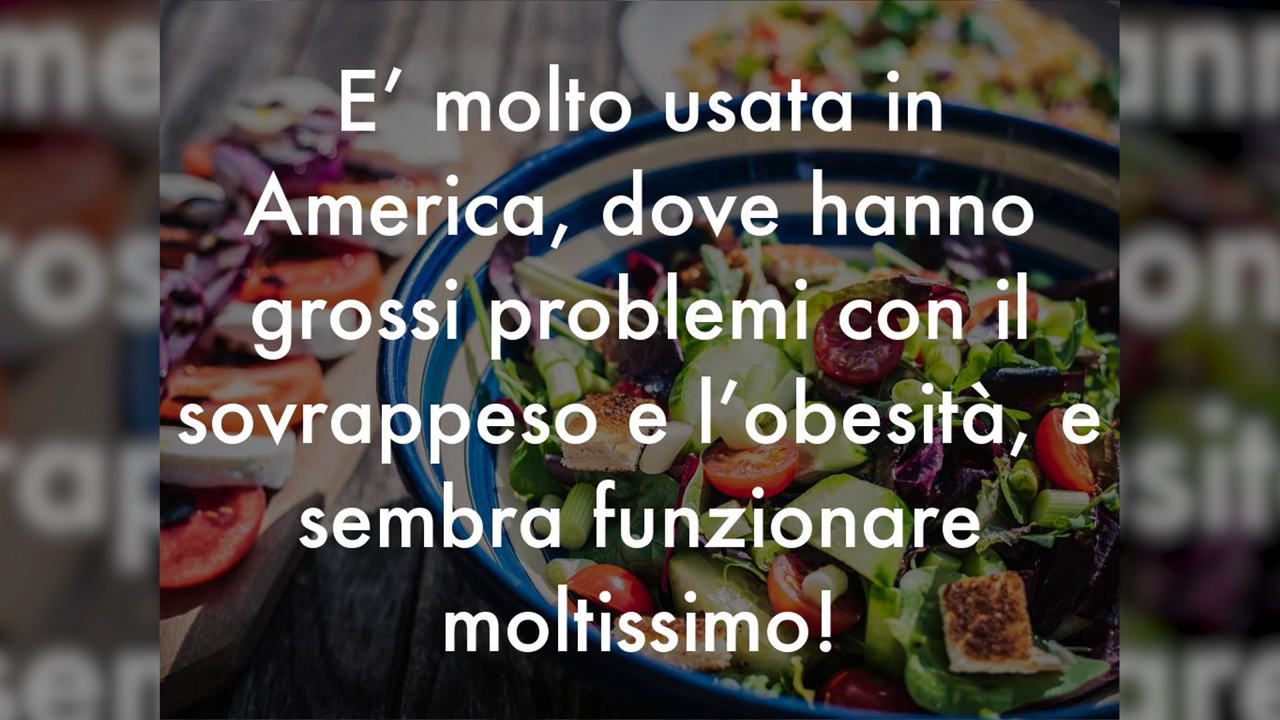 E’ molto usata in
America, dove hanno
grossi problemi con il
sovrappeso e l’obesità, e
sembra funzionare
moltissimo!